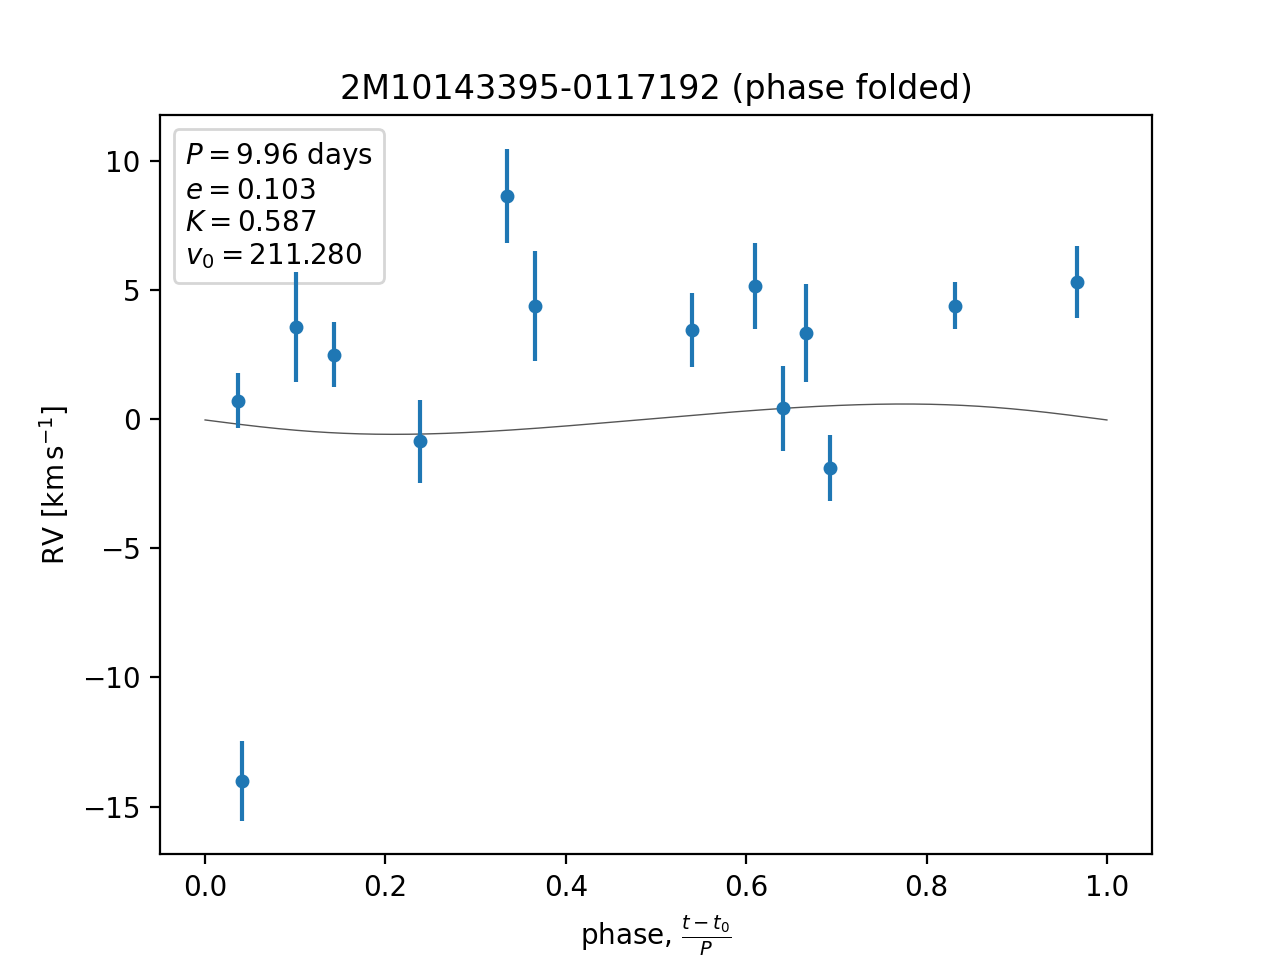 2M10143395-0117192 (phase folded)
P = 9.96 days
e = 0.103
K = 0.587
v₀ = 211.280
10
5
0
−5
−10
−15
RV [km s⁻¹]
0.0 0.2 0.4 0.6 0.8 1.0
phase, (t − t₀)/P